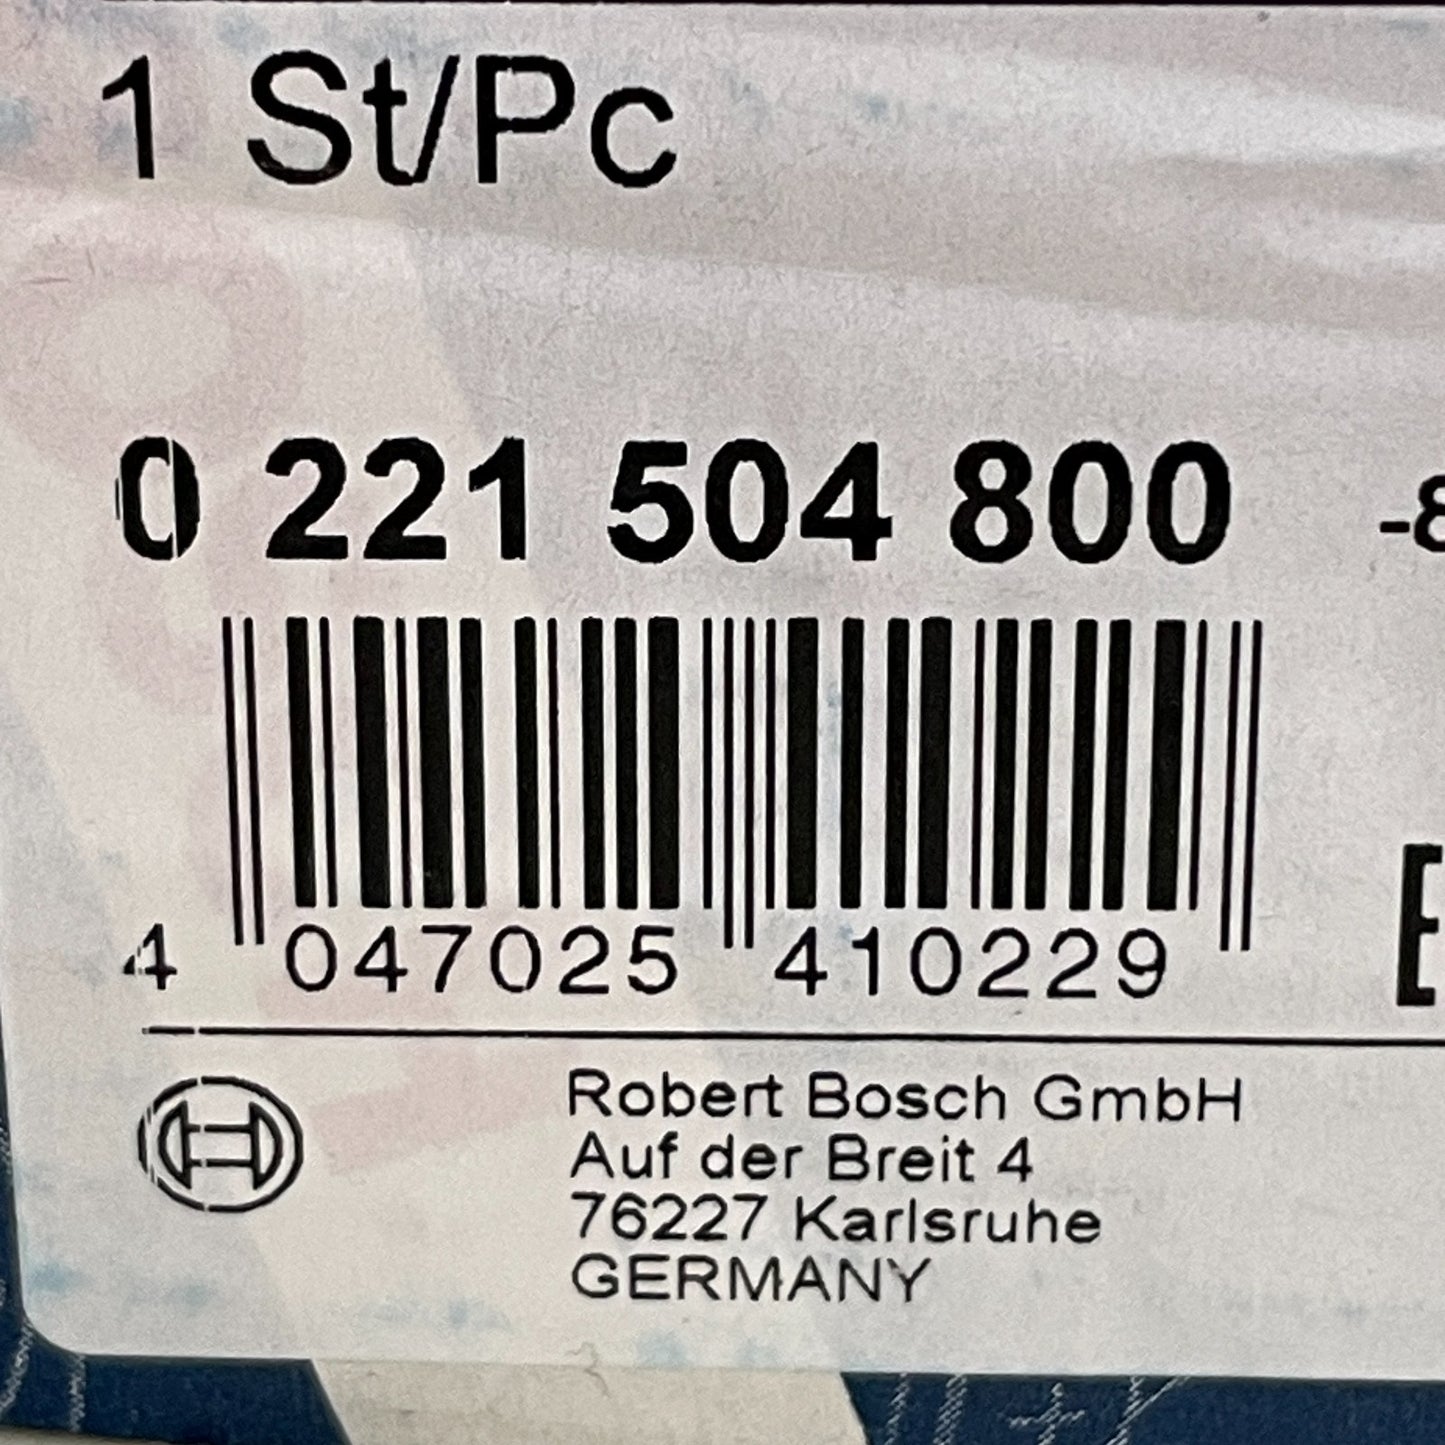 1 St/Pc
0 221 504 800 -8
4 047025 410229
E
Robert Bosch GmbH
Auf der Breit 4
76227 Karlsruhe
GERMANY